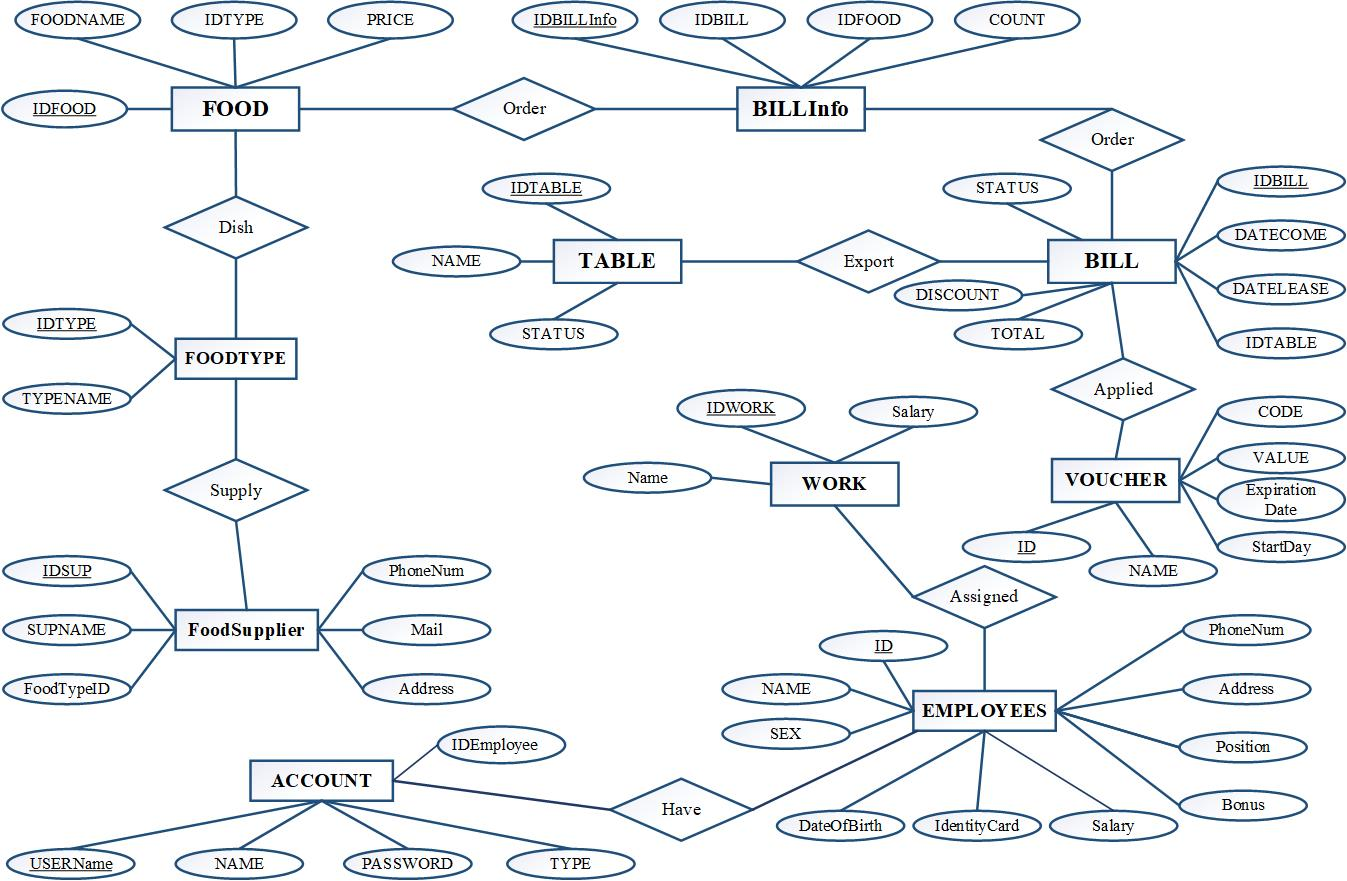 FOODNAME
IDTYPE
PRICE
IDBILLInfo
IDBILL
IDFOOD
COUNT
IDFOOD
FOOD
Order
BILLInfo
Order
IDTABLE
STATUS
IDBILL
Dish
DATECOME
NAME
TABLE
Export
BILL
DISCOUNT
DATELEASE
IDTYPE
STATUS
TOTAL
IDTABLE
FOODTYPE
TYPENAME
Applied
IDWORK
Salary
CODE
VALUE
Name
WORK
VOUCHER
Supply
Expiration
Date
ID
StartDay
NAME
IDSUP
PhoneNum
Assigned
SUPNAME
FoodSupplier
Mail
PhoneNum
ID
FoodTypeID
Address
NAME
Address
EMPLOYEES
SEX
IDEmployee
Position
ACCOUNT
Have
Bonus
DateOfBirth
IdentityCard
Salary
USERName
NAME
PASSWORD
TYPE